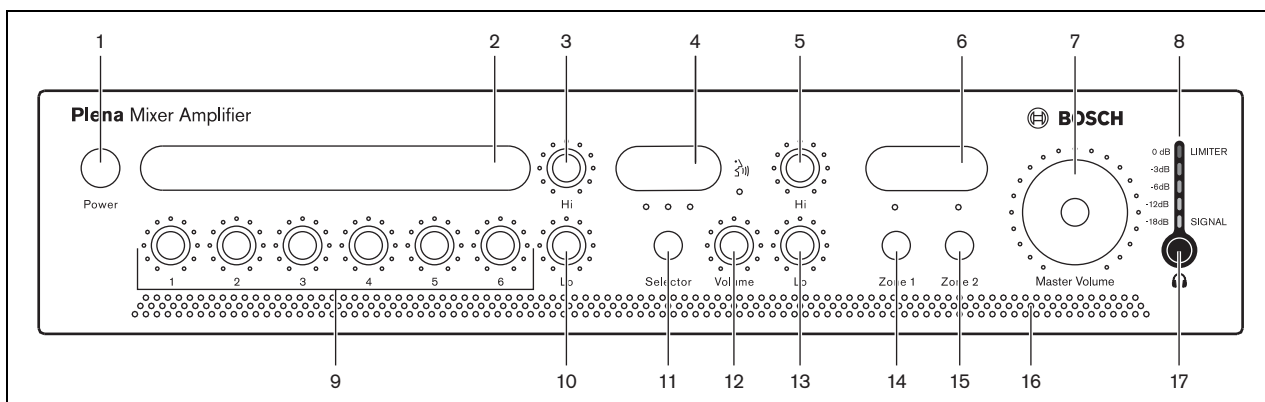 1 2 3 4 5 6 7 8
Plena Mixer Amplifier
BOSCH
0 dB LIMITER
-3dB
-6dB
-12dB
-18dB SIGNAL
Power Hi Hi
1 2 3 4 5 6 Lo Selector Volume Lo Zone 1 Zone 2 Master Volume
9 10 11 12 13 14 15 16 17